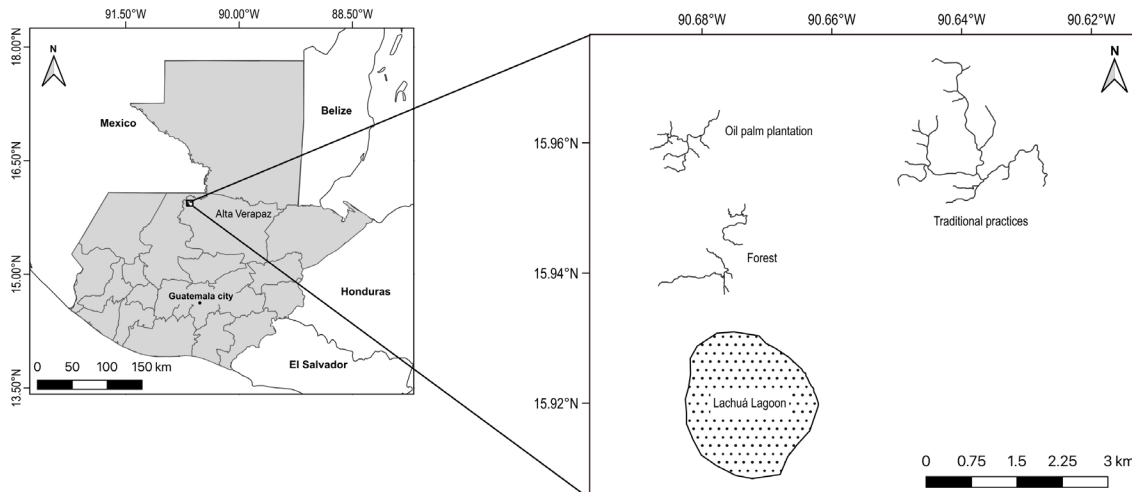 91.50°W 90.00°W 88.50°W
18.00°N
16.50°N
15.00°N
13.50°N
N
Mexico
Belize
Alta Verapaz
Guatemala city
Honduras
El Salvador
0 50 100 150 km
90.68°W 90.66°W 90.64°W 90.62°W
15.96°N
15.94°N
15.92°N
N
Oil palm plantation
Traditional practices
Forest
Lachuá Lagoon
0 0.75 1.5 2.25 3 km